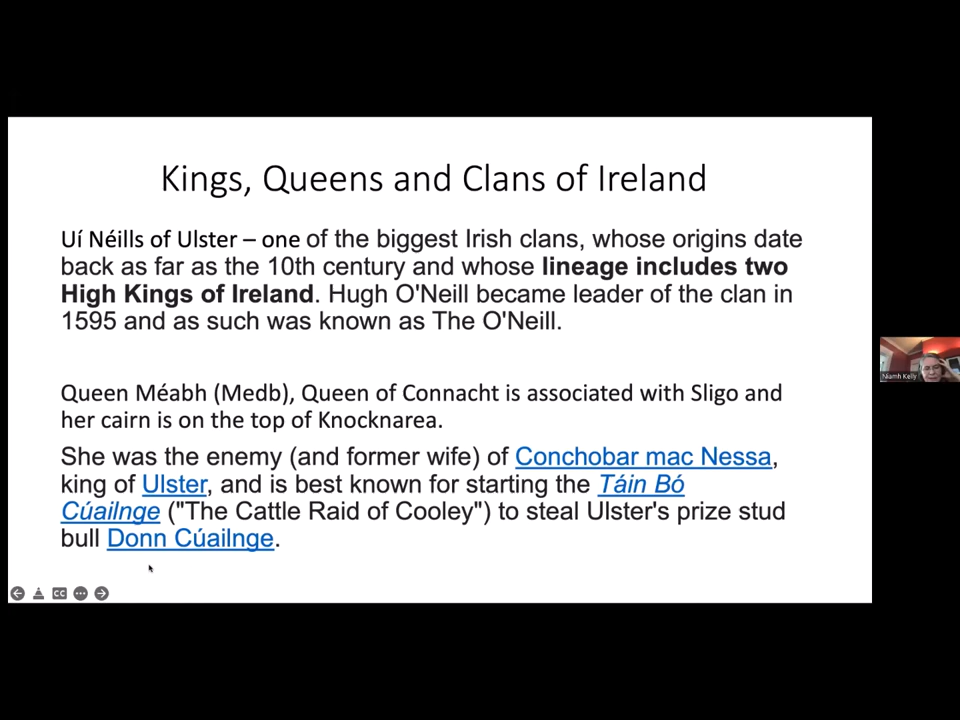 Kings, Queens and Clans of Ireland
Uí Néills of Ulster – one of the biggest Irish clans, whose origins date
back as far as the 10th century and whose lineage includes two
High Kings of Ireland. Hugh O'Neill became leader of the clan in
1595 and as such was known as The O'Neill.
Queen Méabh (Medb), Queen of Connacht is associated with Sligo and
her cairn is on the top of Knocknarea.
She was the enemy (and former wife) of Conchobar mac Nessa,
king of Ulster, and is best known for starting the Táin Bó
Cúailnge ("The Cattle Raid of Cooley") to steal Ulster's prize stud
bull Donn Cúailnge.
CC
Niamh Kelly